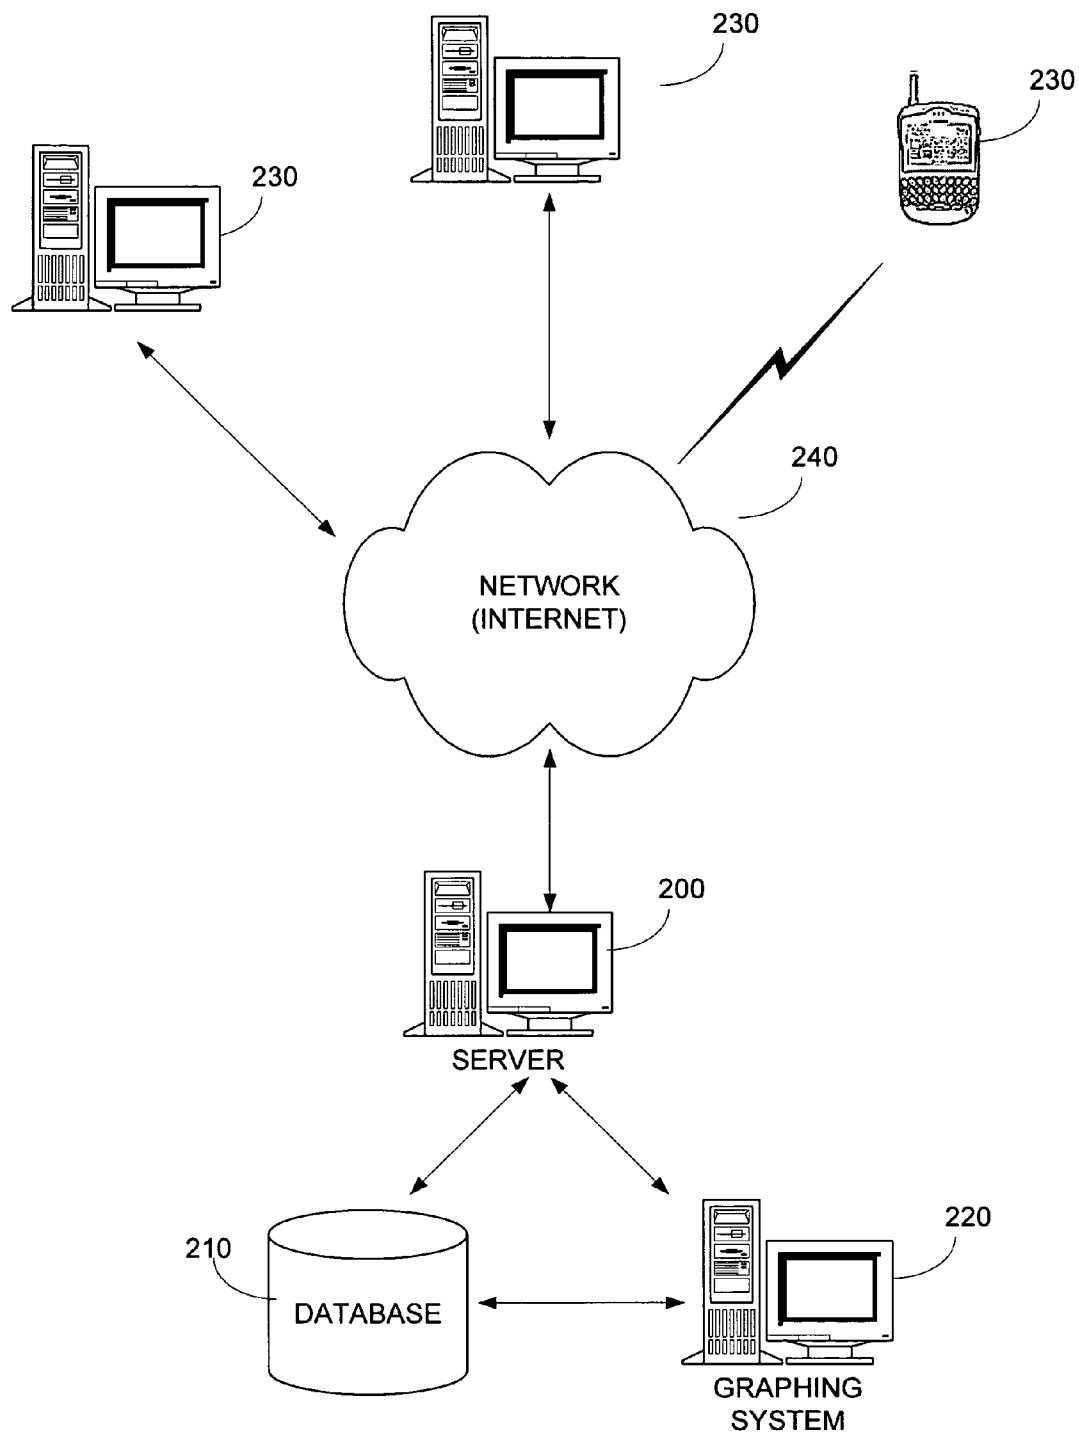 230
230
230
240
NETWORK
(INTERNET)
200
SERVER
210
DATABASE
220
GRAPHING
SYSTEM